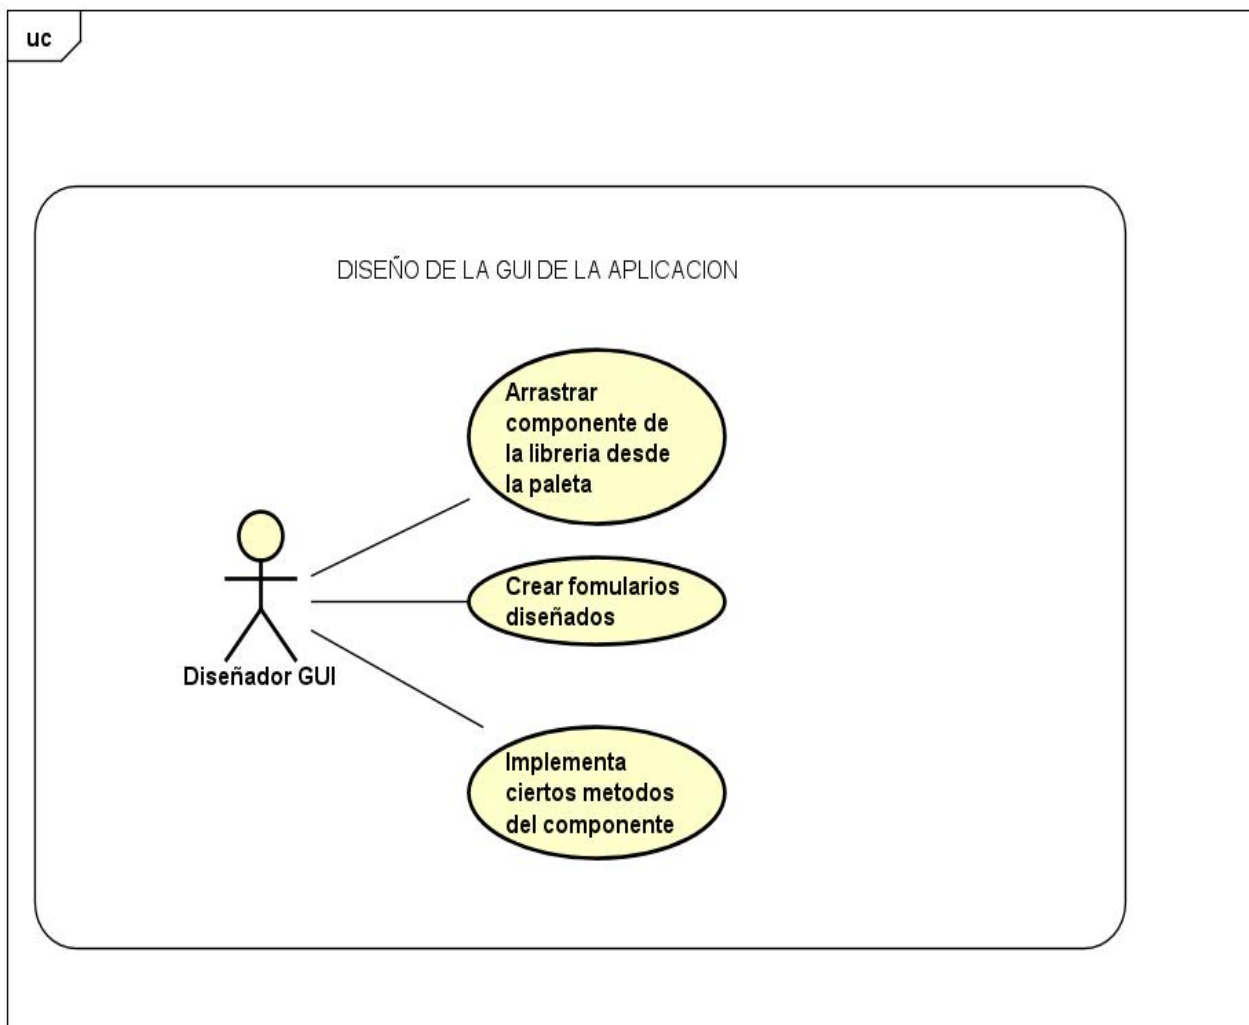 uc
DISEÑO DE LA GUI DE LA APLICACION
Arrastrar
componente de
la libreria desde
la paleta
Crear fomularios
diseñados
Diseñador GUI
Implementa
ciertos metodos
del componente